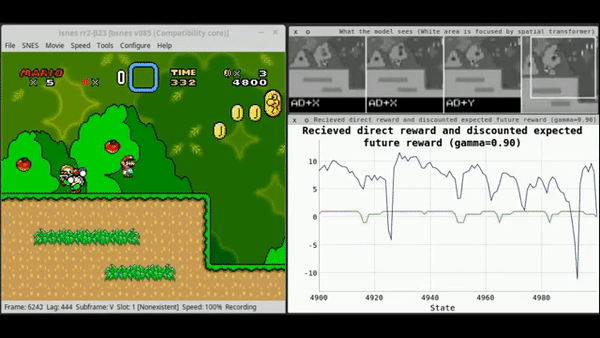 lsnes rr2-β23 [bsnes v085 (Compatibility core)]
File SNES Movie Speed Tools Configure Help
MARIO
x 5
x
0
TIME
332
x 3
4800
Frame: 6243 Lag: 444 Subframe: V Slot: 1 [Nonexistent] Speed: 100% Recording
What the model sees (White area is focused by spatial transformer)
AD+X
AD+X
AD+Y
Recieved direct reward and discounted expected future reward (gamma=0.90)
Recieved direct reward and discounted expected
future reward (gamma=0.90)
10
5
0
-5
-10
4900
4920
4940
4960
4980
State